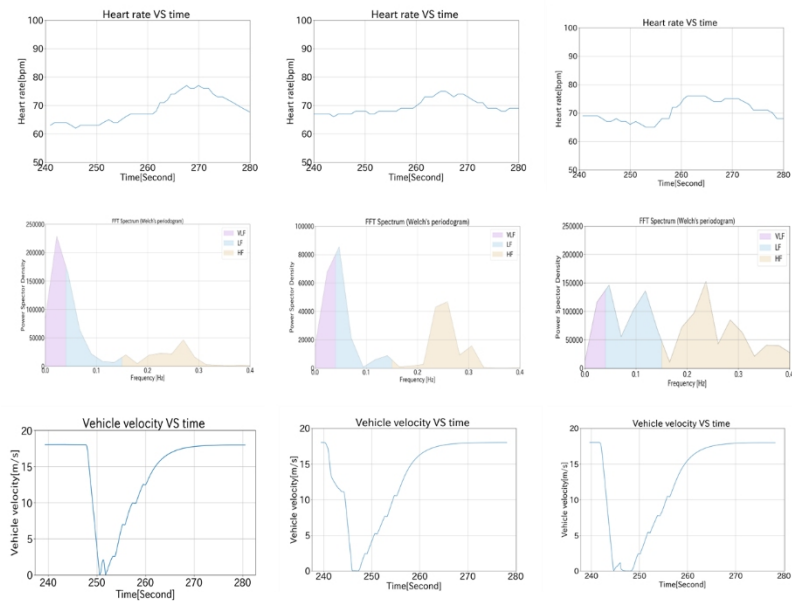 Heart rate VS time
Heart rate[bpm]
100
90
80
70
60
50
240 250 260 270 280
Time[Second]
Heart rate VS time
Heart rate[bpm]
100
90
80
70
60
50
240 250 260 270 280
Time[Second]
Heart rate VS time
Heart rate[bpm]
100
90
80
70
60
50
240 250 260 270 280
Time[Second]
FFT Spectrum (Welch's periodogram)
Power Spector Density
250000
200000
150000
100000
50000
0
VLF
LF
HF
0.0 0.1 0.2 0.3 0.4
Frequency [Hz]
FFT Spectrum (Welch's periodogram)
Power Spector Density
100000
80000
60000
40000
20000
0
VLF
LF
HF
0.0 0.1 0.2 0.3 0.4
Frequency [Hz]
FFT Spectrum (Welch's periodogram)
Power Spector Density
250000
200000
150000
100000
50000
0
VLF
LF
HF
0.0 0.1 0.2 0.3 0.4
Frequency [Hz]
Vehicle velocity VS time
Vehicle velocity[m/s]
20
15
10
5
0
240 250 260 270 280
Time[Second]
Vehicle velocity VS time
Vehicle velocity[m/s]
20
15
10
5
0
240 250 260 270 280
Time[Second]
Vehicle velocity VS time
Vehicle velocity[m/s]
20
15
10
5
0
240 250 260 270 280
Time[Second]